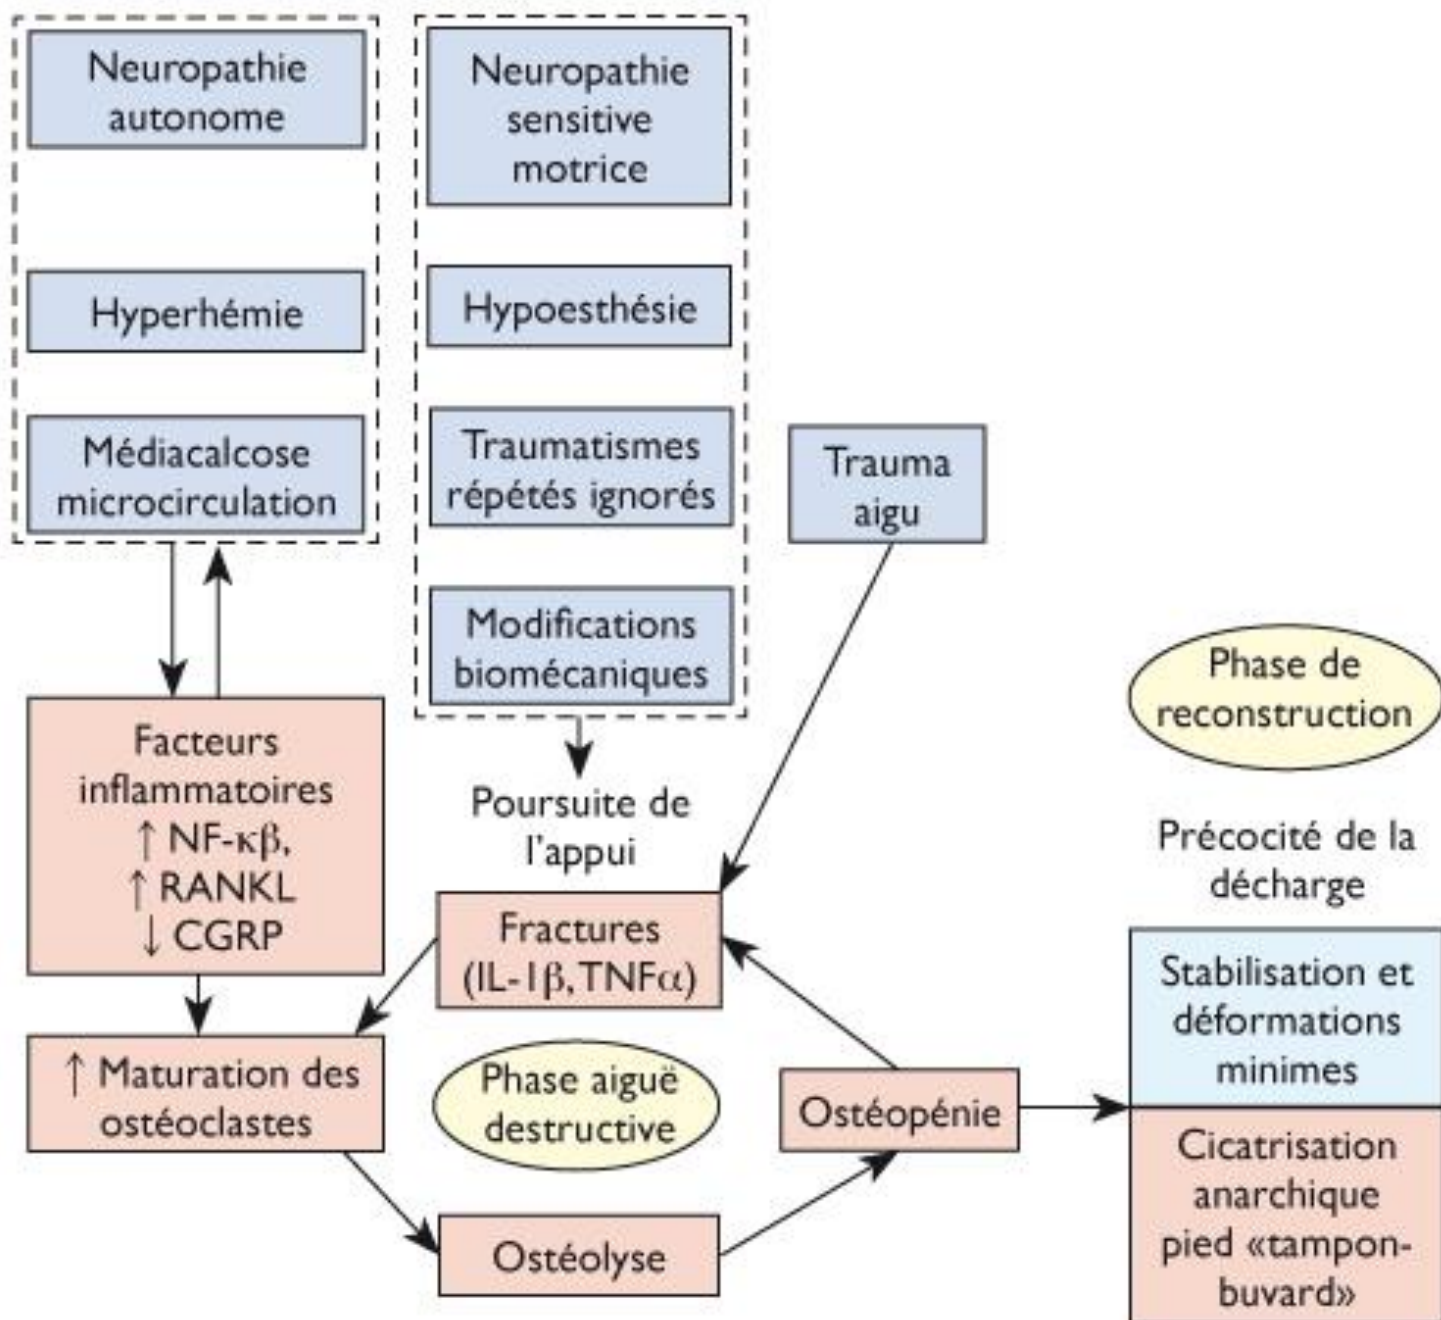 Neuropathie
autonome
Hyperhémie
Médiacalcose
microcirculation
Neuropathie
sensitive
motrice
Hypoesthésie
Traumatismes
répétés ignorés
Modifications
biomécaniques
Trauma
aigu
Facteurs
inflammatoires
↑ NF-κβ,
↑ RANKL
↓ CGRP
Poursuite de
l'appui
Fractures
(IL-1β,TNFα)
↑ Maturation des
ostéoclastes
Phase aiguë
destructive
Ostéolyse
Ostéopénie
Phase de
reconstruction
Précocité de la
décharge
Stabilisation et
déformations
minimes
Cicatrisation
anarchique
pied «tampon-
buvard»